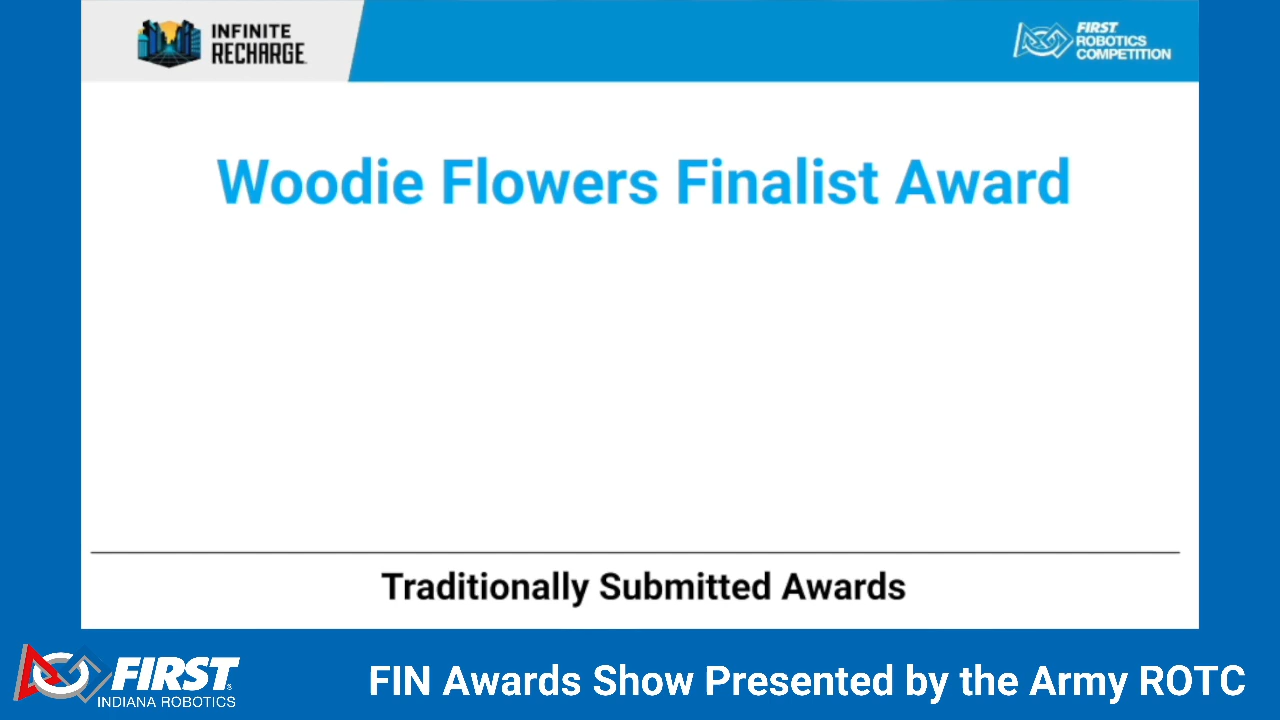 INFINITE
RECHARGE
FIRST
ROBOTICS
COMPETITION
Woodie Flowers Finalist Award
Traditionally Submitted Awards
FIRST
INDIANA ROBOTICS
FIN Awards Show Presented by the Army ROTC